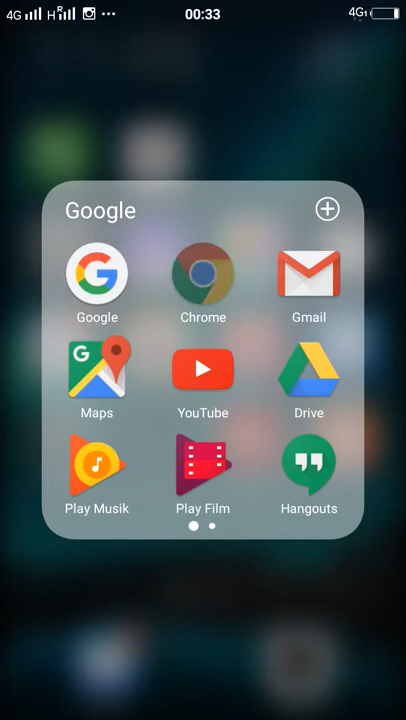 4G H R 00:33 4G
Google
Google Chrome Gmail
G
Maps YouTube Drive
Play Musik Play Film Hangouts